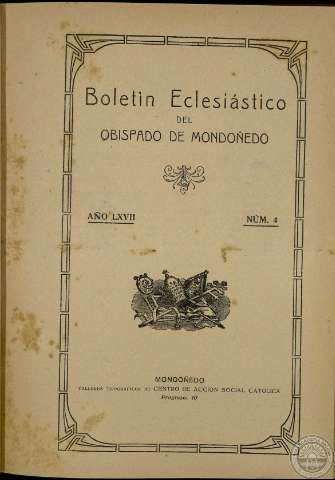 Boletín Eclesiástico
DEL
OBISPADO DE MONDOÑEDO
AÑO LXVII
NÚM. 4
MONDOÑEDO
TALLERES TIPOGRÁFICOS DEL CENTRO DE ACCIÓN SOCIAL CATÓLICA
Progreso, 10